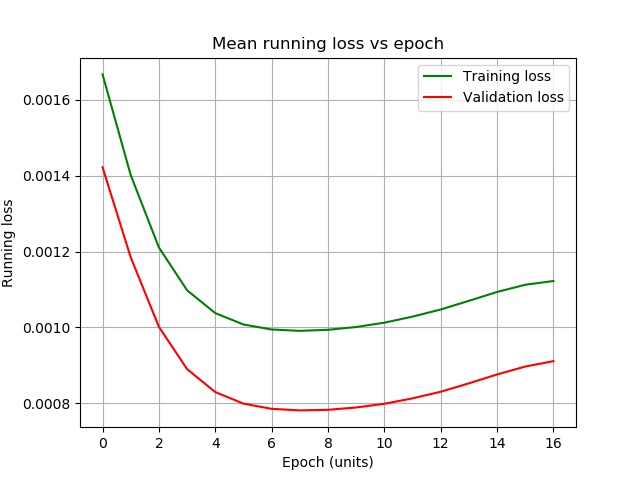 Mean running loss vs epoch
Training loss
Validation loss
0.0016
0.0014
0.0012
0.0010
0.0008
Running loss
0 2 4 6 8 10 12 14 16
Epoch (units)